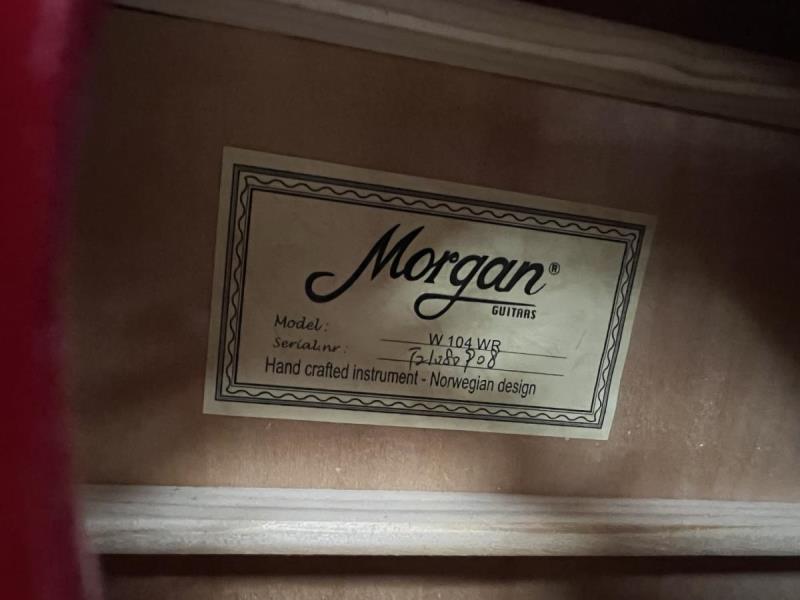 Morgan®
GUITARS
Model: W 104 WR
Serial.nr:
Hand crafted instrument - Norwegian design